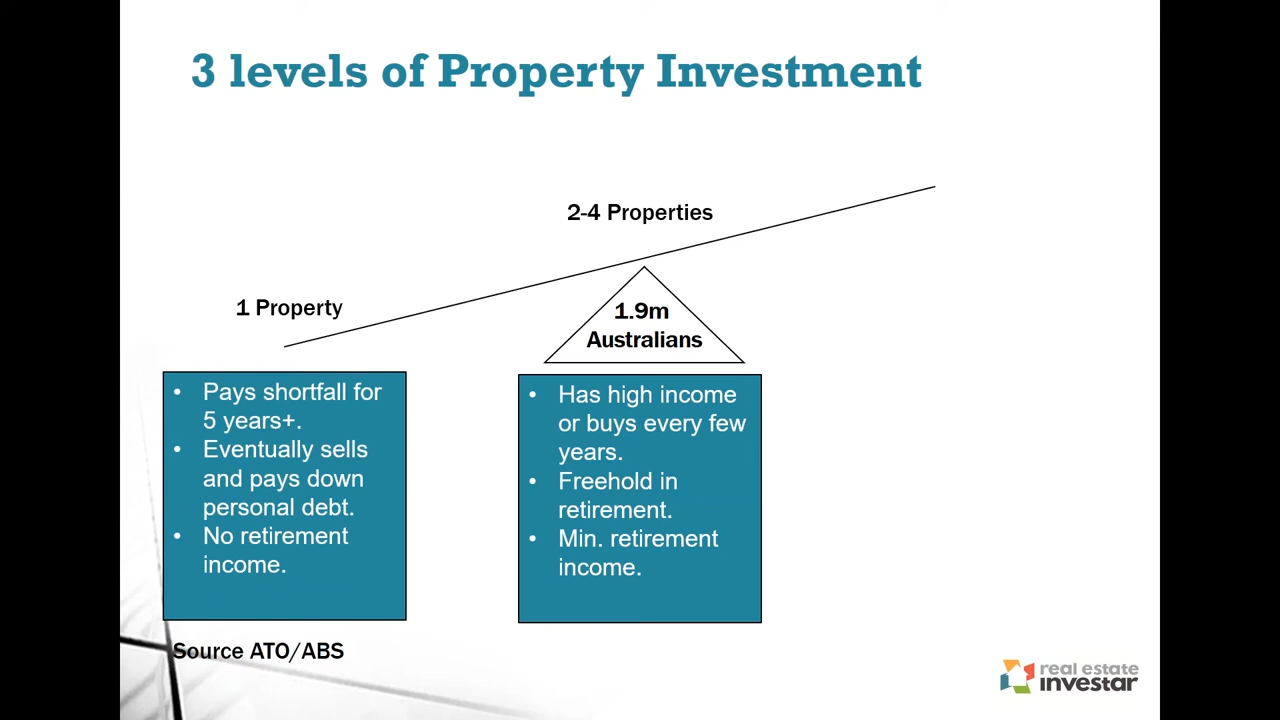 3 levels of Property Investment
2-4 Properties
1 Property
1.9m
Australians
• Pays shortfall for
5 years+.
• Eventually sells
and pays down
personal debt.
• No retirement
income.
• Has high income
or buys every few
years.
• Freehold in
retirement.
• Min. retirement
income.
Source ATO/ABS
real estate
investar